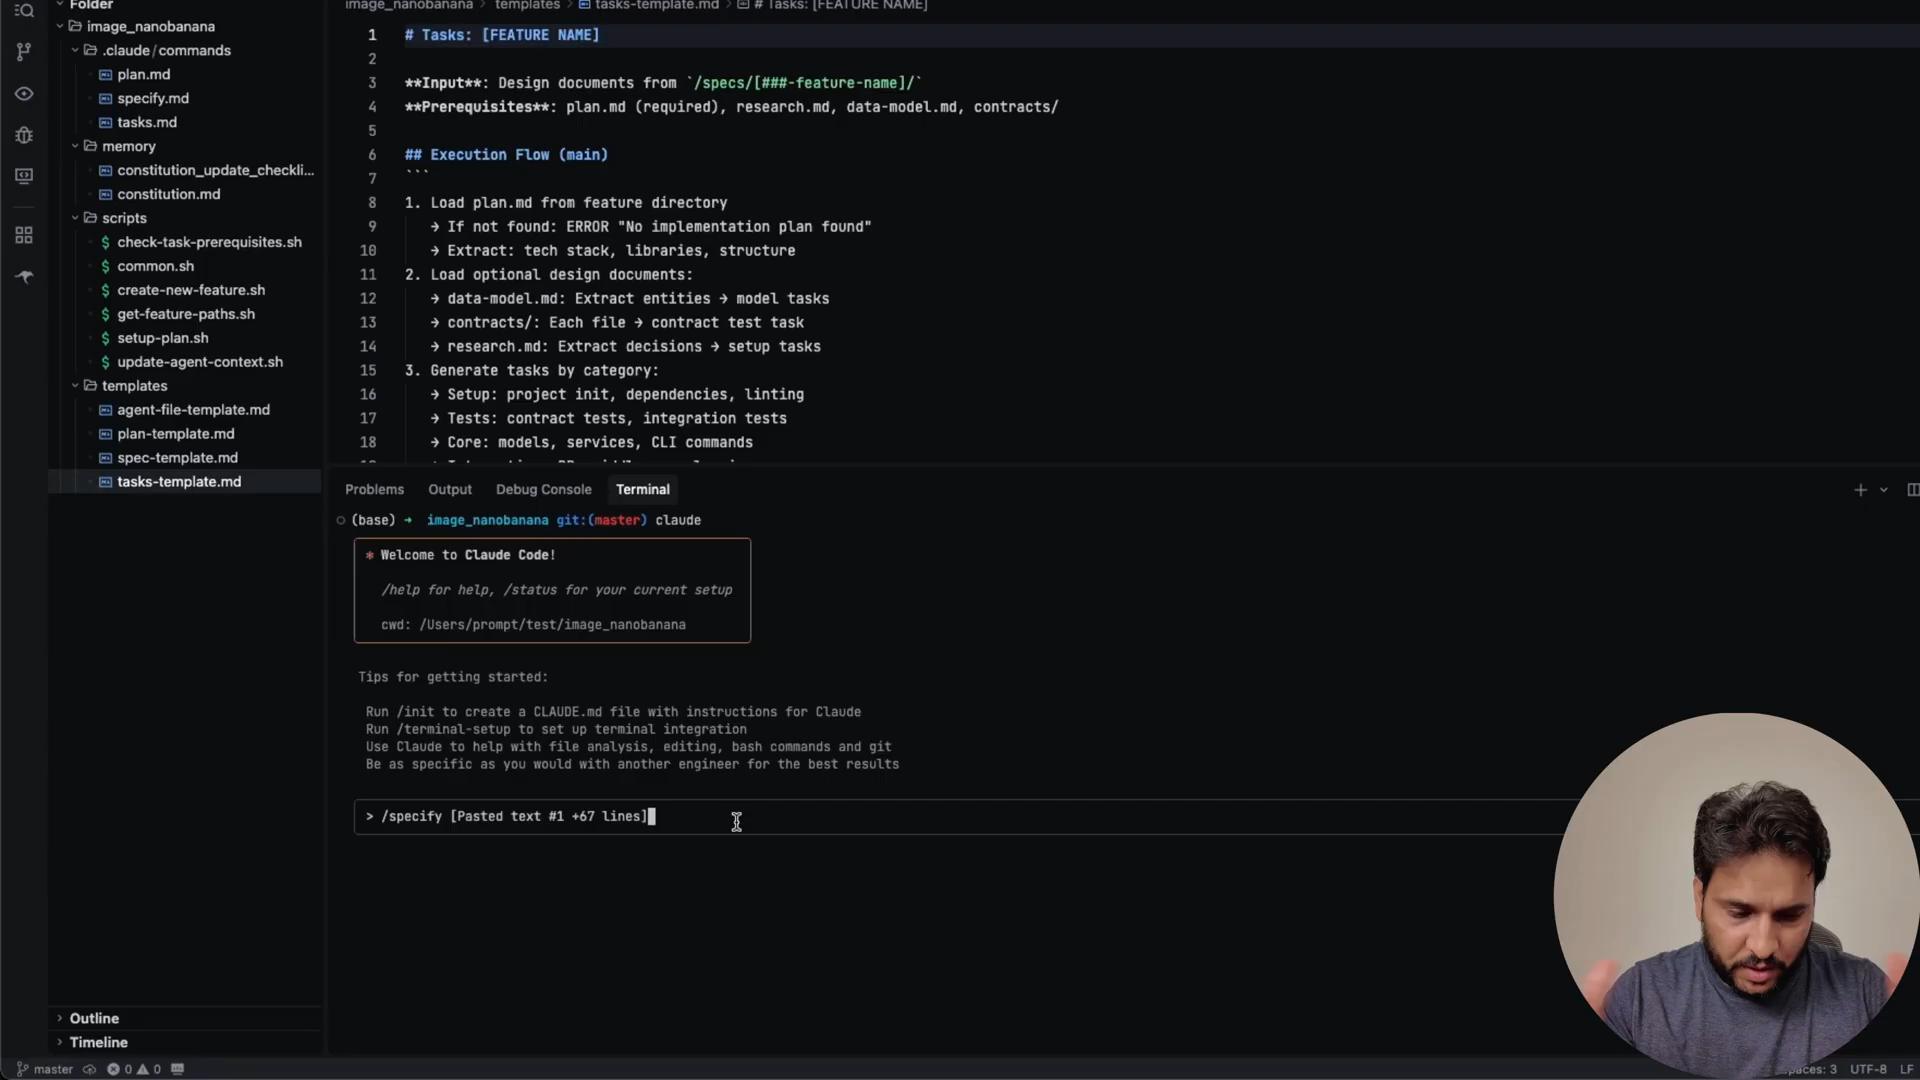 Folder
image_nanobanana
.claude/commands
plan.md
specify.md
tasks.md
memory
constitution_update_checkli...
constitution.md
scripts
$ check-task-prerequisites.sh
$ common.sh
$ create-new-feature.sh
$ get-feature-paths.sh
$ setup-plan.sh
$ update-agent-context.sh
templates
agent-file-template.md
plan-template.md
spec-template.md
tasks-template.md
Outline
Timeline
image_nanobanana > templates > tasks-template.md > # Tasks: [FEATURE NAME]
1 # Tasks: [FEATURE NAME]
2
3 **Input**: Design documents from `/specs/[###-feature-name]/`
4 **Prerequisites**: plan.md (required), research.md, data-model.md, contracts/
5
6 ## Execution Flow (main)
7 ```
8 1. Load plan.md from feature directory
9 → If not found: ERROR "No implementation plan found"
10 → Extract: tech stack, libraries, structure
11 2. Load optional design documents:
12 → data-model.md: Extract entities → model tasks
13 → contracts/: Each file → contract test task
14 → research.md: Extract decisions → setup tasks
15 3. Generate tasks by category:
16 → Setup: project init, dependencies, linting
17 → Tests: contract tests, integration tests
18 → Core: models, services, CLI commands
Problems Output Debug Console Terminal
(base) → image_nanobanana git:(master) claude
* Welcome to Claude Code!
/help for help, /status for your current setup
cwd: /Users/prompt/test/image_nanobanana
Tips for getting started:
Run /init to create a CLAUDE.md file with instructions for Claude
Run /terminal-setup to set up terminal integration
Use Claude to help with file analysis, editing, bash commands and git
Be as specific as you would with another engineer for the best results
> /specify [Pasted text #1 +67 lines]
master 0 0 paces: 3 UTF-8 LF